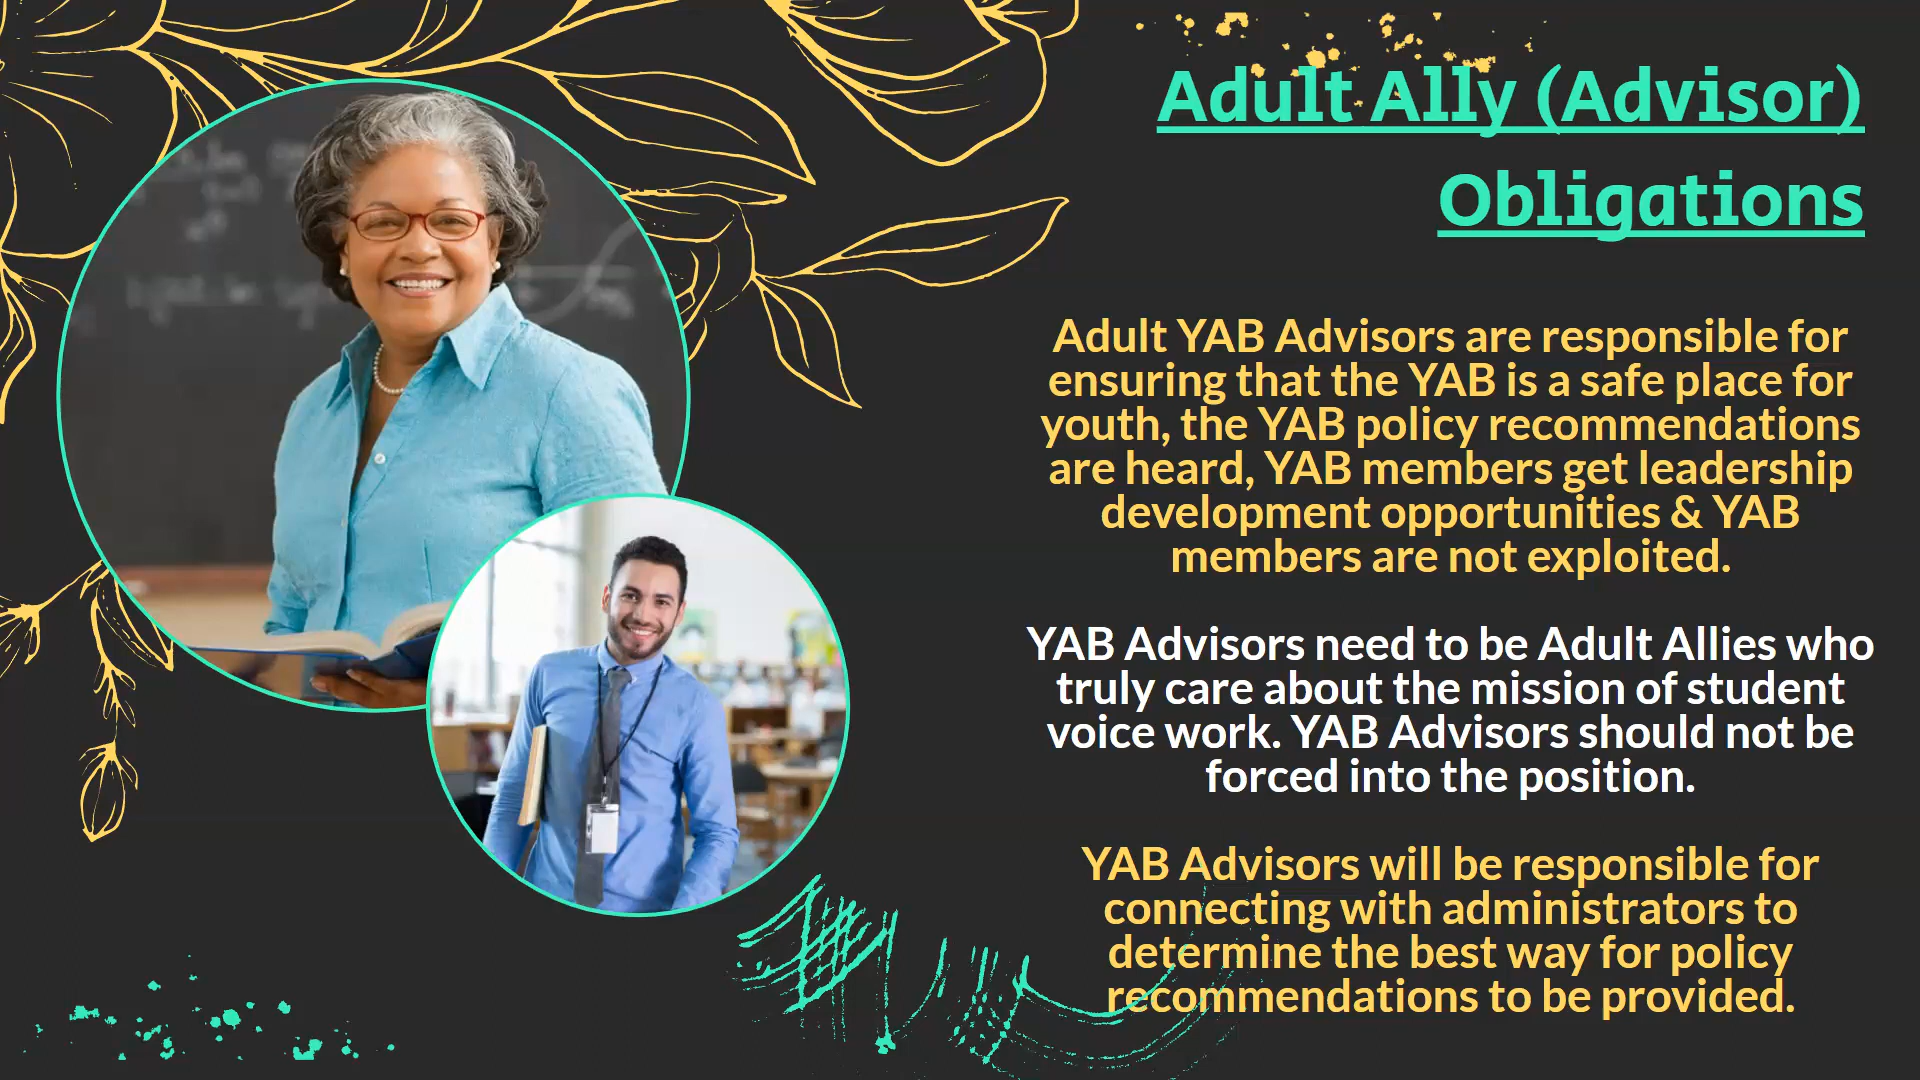 Adult Ally (Advisor)
Obligations
Adult YAB Advisors are responsible for
ensuring that the YAB is a safe place for
youth, the YAB policy recommendations
are heard, YAB members get leadership
development opportunities & YAB
members are not exploited.
YAB Advisors need to be Adult Allies who
truly care about the mission of student
voice work. YAB Advisors should not be
forced into the position.
YAB Advisors will be responsible for
connecting with administrators to
determine the best way for policy
recommendations to be provided.